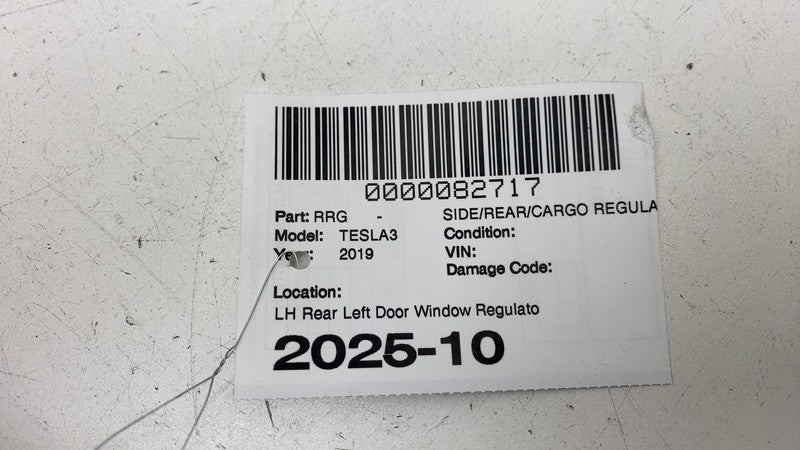 0000082717
Part: RRG - SIDE/REAR/CARGO REGULA
Model: TESLA3 Condition:
Year: 2019 VIN:
Damage Code:
Location:
LH Rear Left Door Window Regulato
2025-10